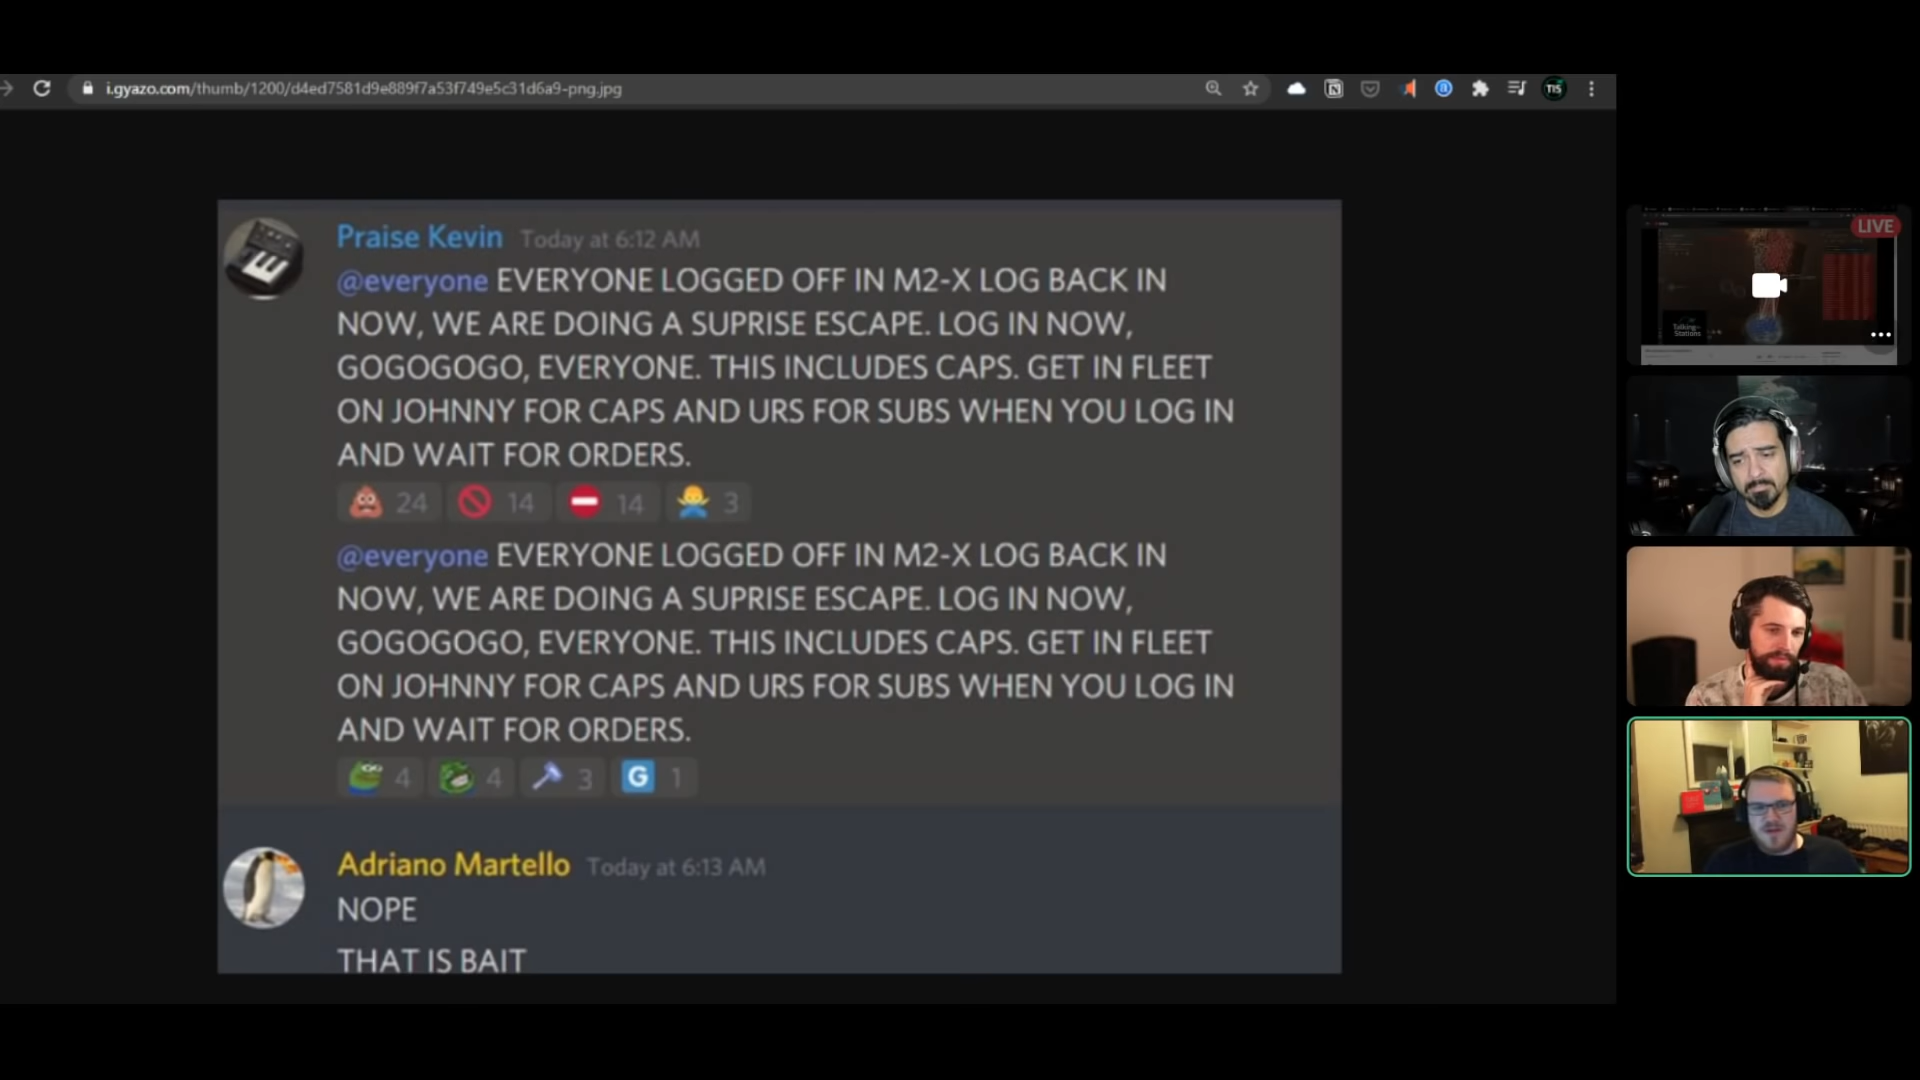 i.gyazo.com/thumb/1200/d4ed7581d9e889f7a53f749e5c31d6a9-png.jpg
TIS
Praise Kevin Today at 6:12 AM
@everyone EVERYONE LOGGED OFF IN M2-X LOG BACK IN
NOW, WE ARE DOING A SUPRISE ESCAPE. LOG IN NOW,
GOGOGOGO, EVERYONE. THIS INCLUDES CAPS. GET IN FLEET
ON JOHNNY FOR CAPS AND URS FOR SUBS WHEN YOU LOG IN
AND WAIT FOR ORDERS.
24 14 14 3
@everyone EVERYONE LOGGED OFF IN M2-X LOG BACK IN
NOW, WE ARE DOING A SUPRISE ESCAPE. LOG IN NOW,
GOGOGOGO, EVERYONE. THIS INCLUDES CAPS. GET IN FLEET
ON JOHNNY FOR CAPS AND URS FOR SUBS WHEN YOU LOG IN
AND WAIT FOR ORDERS.
4 4 3 G 1
Adriano Martello Today at 6:13 AM
NOPE
THAT IS BAIT
LIVE
Talking
Stations